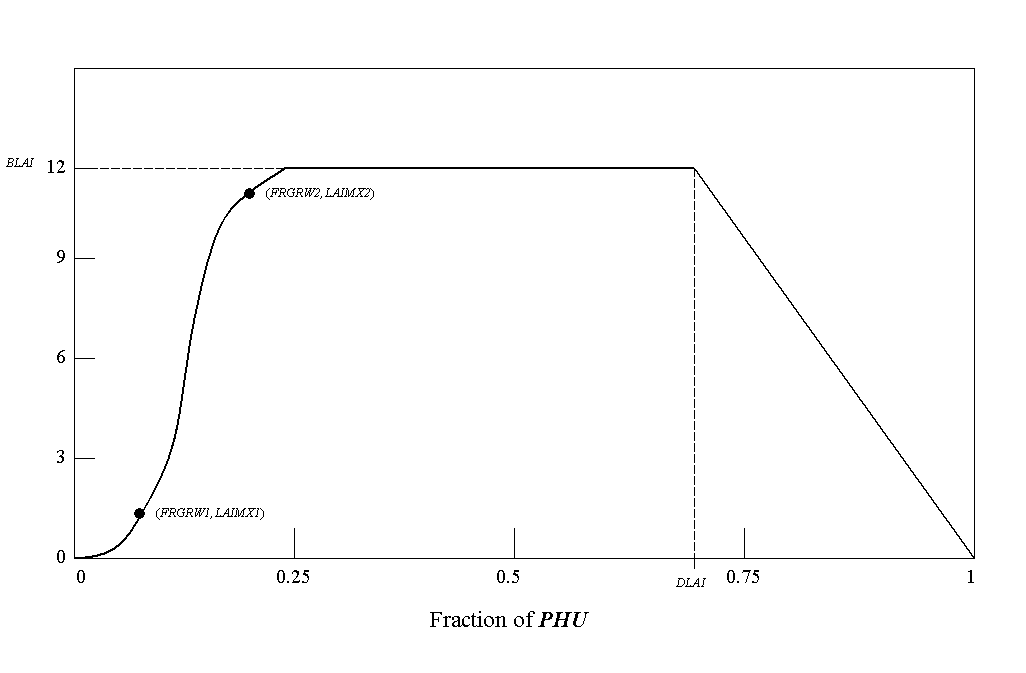 BLAI 12
(FRGRW2, LAIMX2)
9
6
3
(FRGRW1, LAIMX1)
0
0 0.25 0.5 DLAI 0.75 1
Fraction of PHU